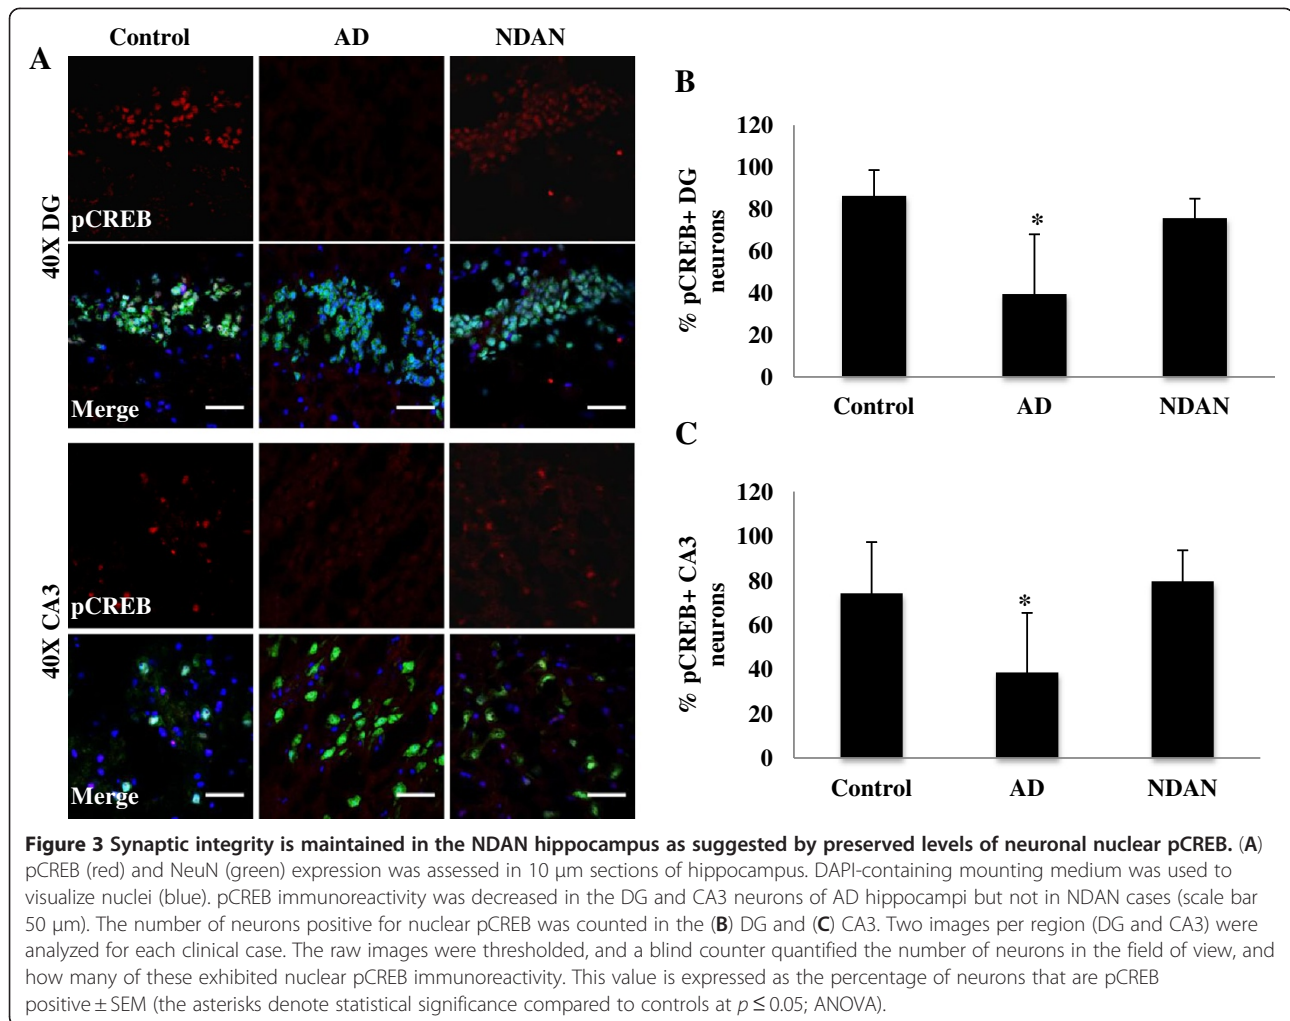 Control AD NDAN
A
40X DG
pCREB
Merge
40X CA3
pCREB
Merge
B
% pCREB+ DG
neurons
120
100
80
60
40
20
0
*
Control AD NDAN
C
% pCREB+ CA3
neurons
120
100
80
60
40
20
0
*
Control AD NDAN
Figure 3 Synaptic integrity is maintained in the NDAN hippocampus as suggested by preserved levels of neuronal nuclear pCREB. (A)
pCREB (red) and NeuN (green) expression was assessed in 10 μm sections of hippocampus. DAPI-containing mounting medium was used to
visualize nuclei (blue). pCREB immunoreactivity was decreased in the DG and CA3 neurons of AD hippocampi but not in NDAN cases (scale bar
50 μm). The number of neurons positive for nuclear pCREB was counted in the (B) DG and (C) CA3. Two images per region (DG and CA3) were
analyzed for each clinical case. The raw images were thresholded, and a blind counter quantified the number of neurons in the field of view, and
how many of these exhibited nuclear pCREB immunoreactivity. This value is expressed as the percentage of neurons that are pCREB
positive ± SEM (the asterisks denote statistical significance compared to controls at p ≤ 0.05; ANOVA).